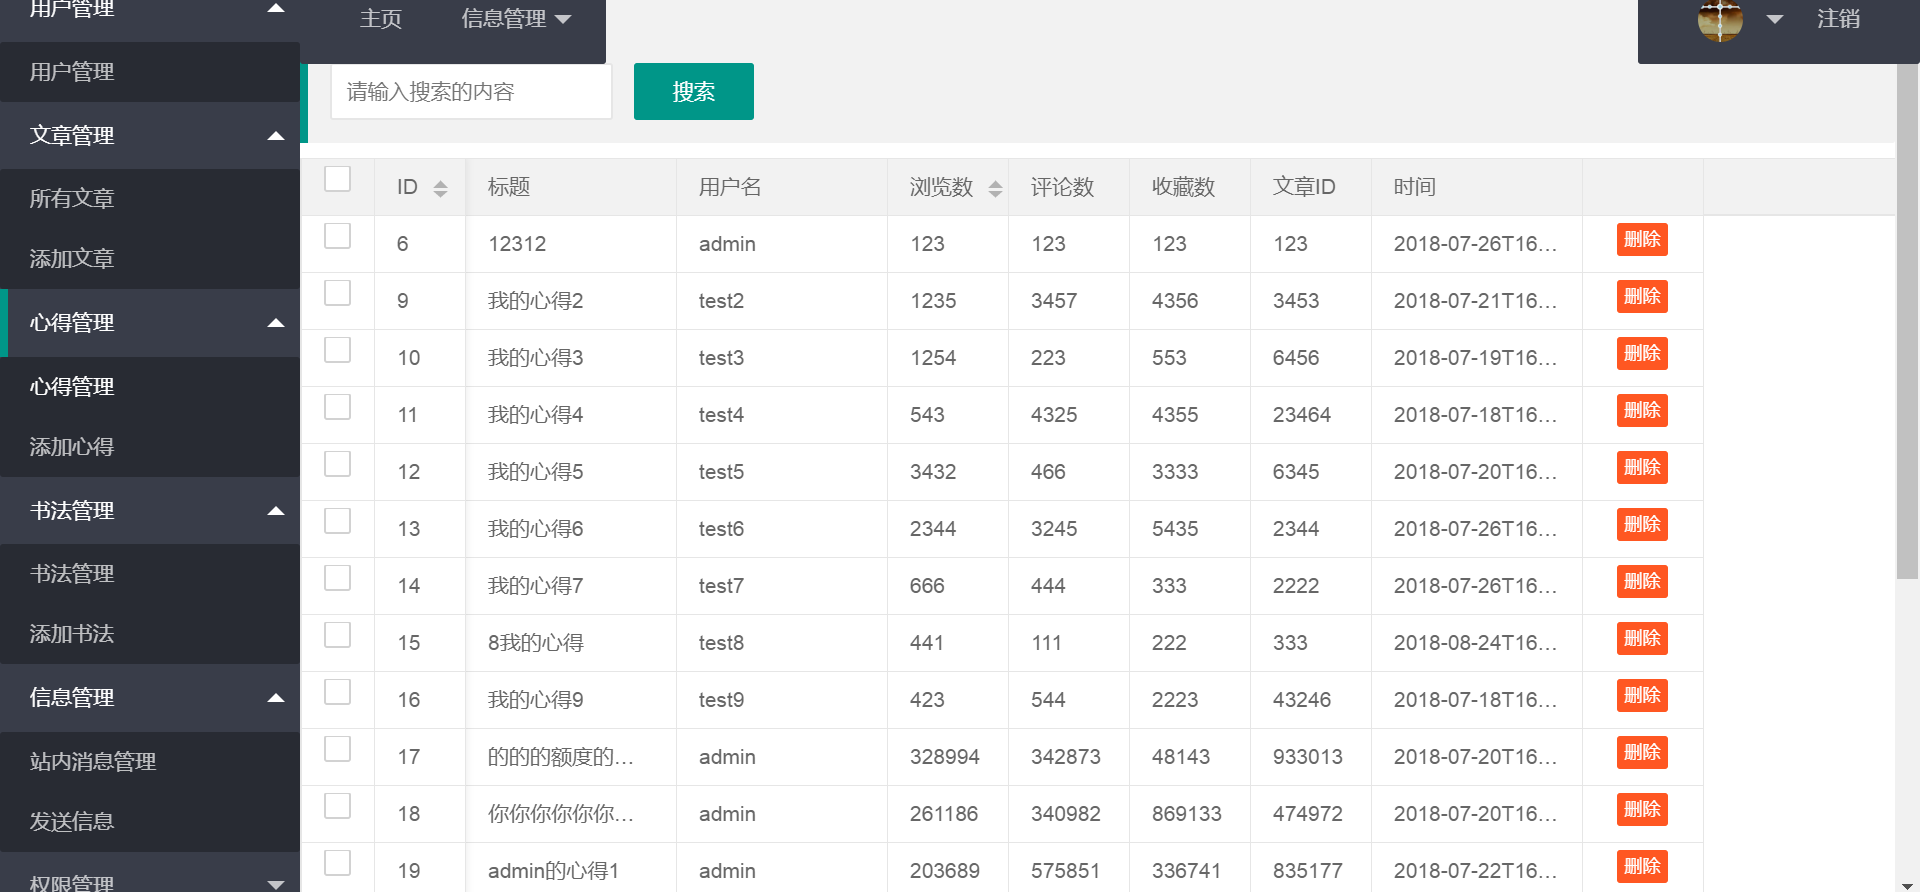 用户管理
主页 信息管理 注销
用户管理
请输入搜索的内容 搜索
文章管理
所有文章
添加文章
心得管理
心得管理
添加心得
书法管理
书法管理
添加书法
信息管理
站内消息管理
发送信息
权限管理
ID 标题 用户名 浏览数 评论数 收藏数 文章ID 时间
6 12312 admin 123 123 123 123 2018-07-26T16... 删除
9 我的心得2 test2 1235 3457 4356 3453 2018-07-21T16... 删除
10 我的心得3 test3 1254 223 553 6456 2018-07-19T16... 删除
11 我的心得4 test4 543 4325 4355 23464 2018-07-18T16... 删除
12 我的心得5 test5 3432 466 3333 6345 2018-07-20T16... 删除
13 我的心得6 test6 2344 3245 5435 2344 2018-07-26T16... 删除
14 我的心得7 test7 666 444 333 2222 2018-07-26T16... 删除
15 8我的心得 test8 441 111 222 333 2018-08-24T16... 删除
16 我的心得9 test9 423 544 2223 43246 2018-07-18T16... 删除
17 的的的额度的... admin 328994 342873 48143 933013 2018-07-20T16... 删除
18 你你你你你你... admin 261186 340982 869133 474972 2018-07-20T16... 删除
19 admin的心得1 admin 203689 575851 336741 835177 2018-07-22T16... 删除